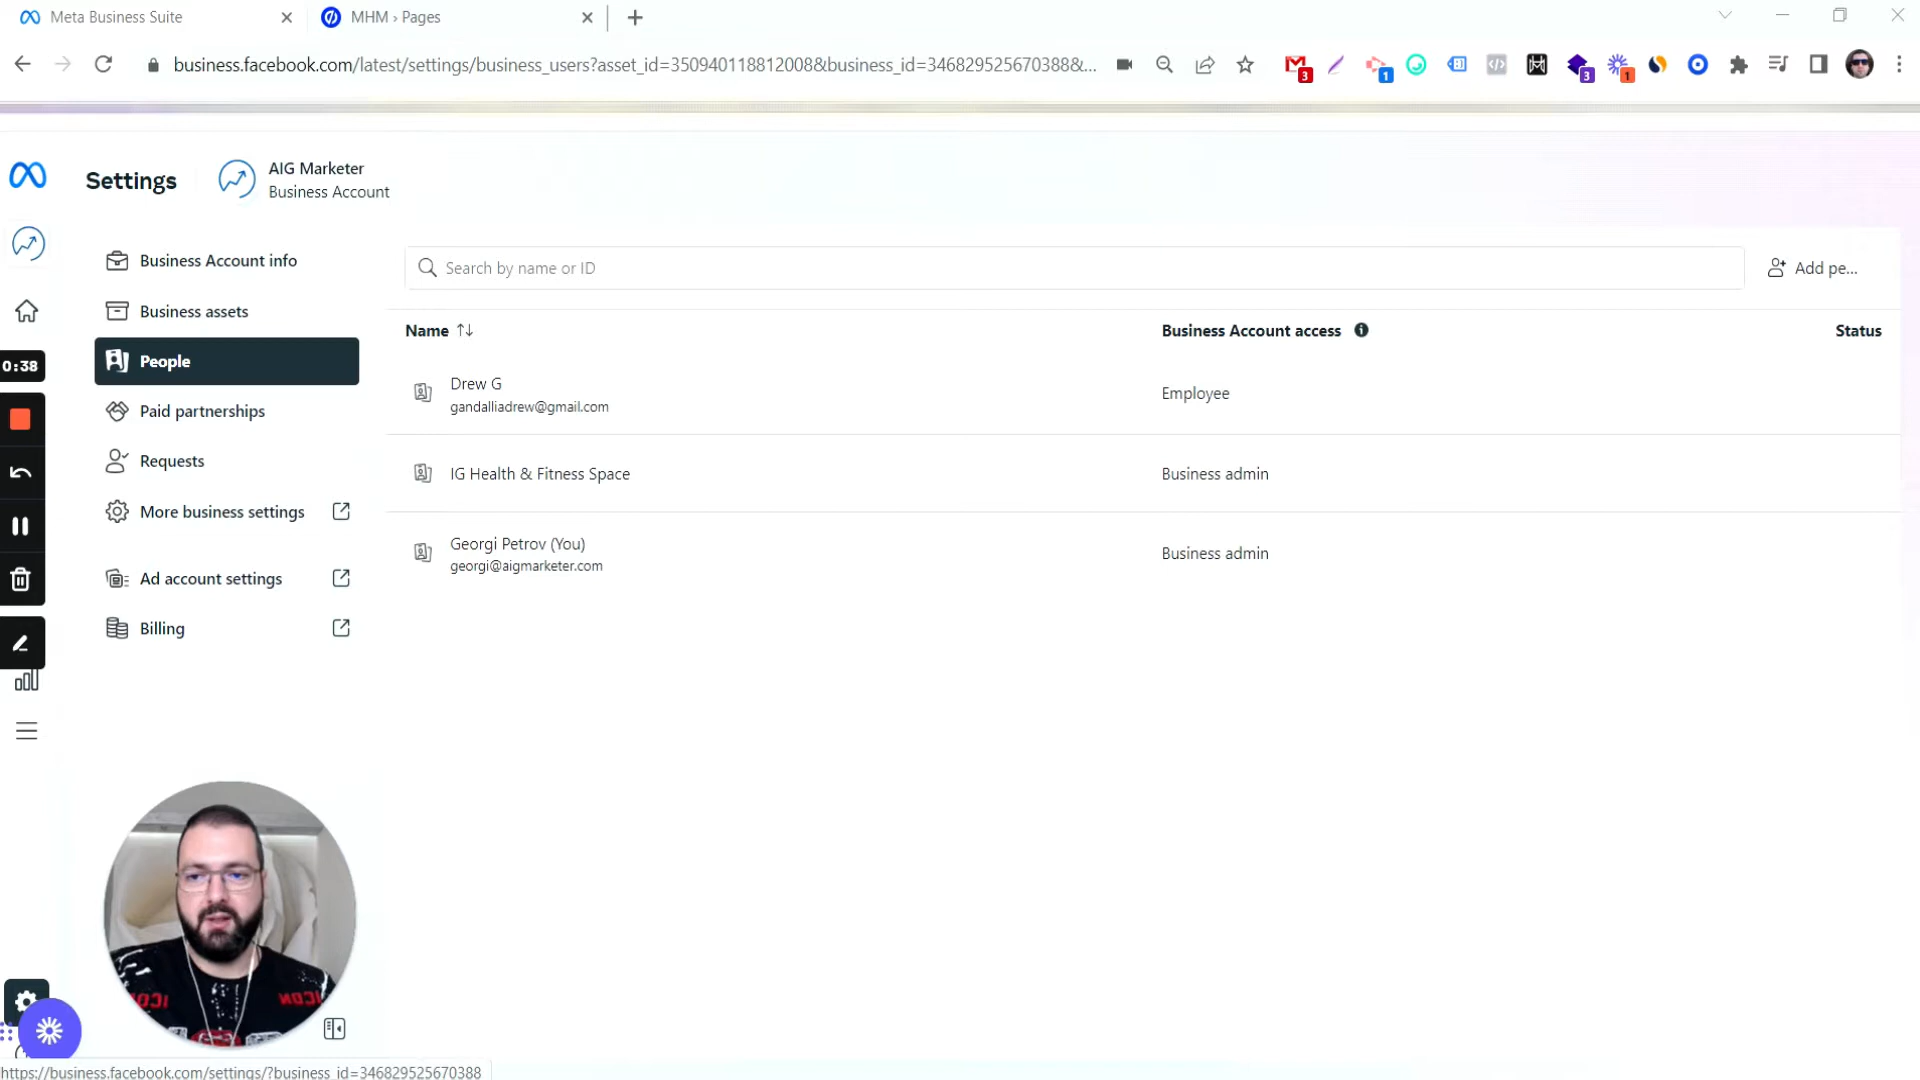 Meta Business Suite
MHM › Pages
business.facebook.com/latest/settings/business_users?asset_id=350940118812008&business_id=346829525670388&...
3
1
3
1
Settings
AIG Marketer
Business Account
Business Account info
Business assets
People
Paid partnerships
Requests
More business settings
Ad account settings
Billing
0:38
Search by name or ID
Add pe...
Name
Business Account access
Status
Drew G
gandalliadrew@gmail.com
Employee
IG Health & Fitness Space
Business admin
Georgi Petrov (You)
georgi@aigmarketer.com
Business admin
https://business.facebook.com/settings/?business_id=346829525670388